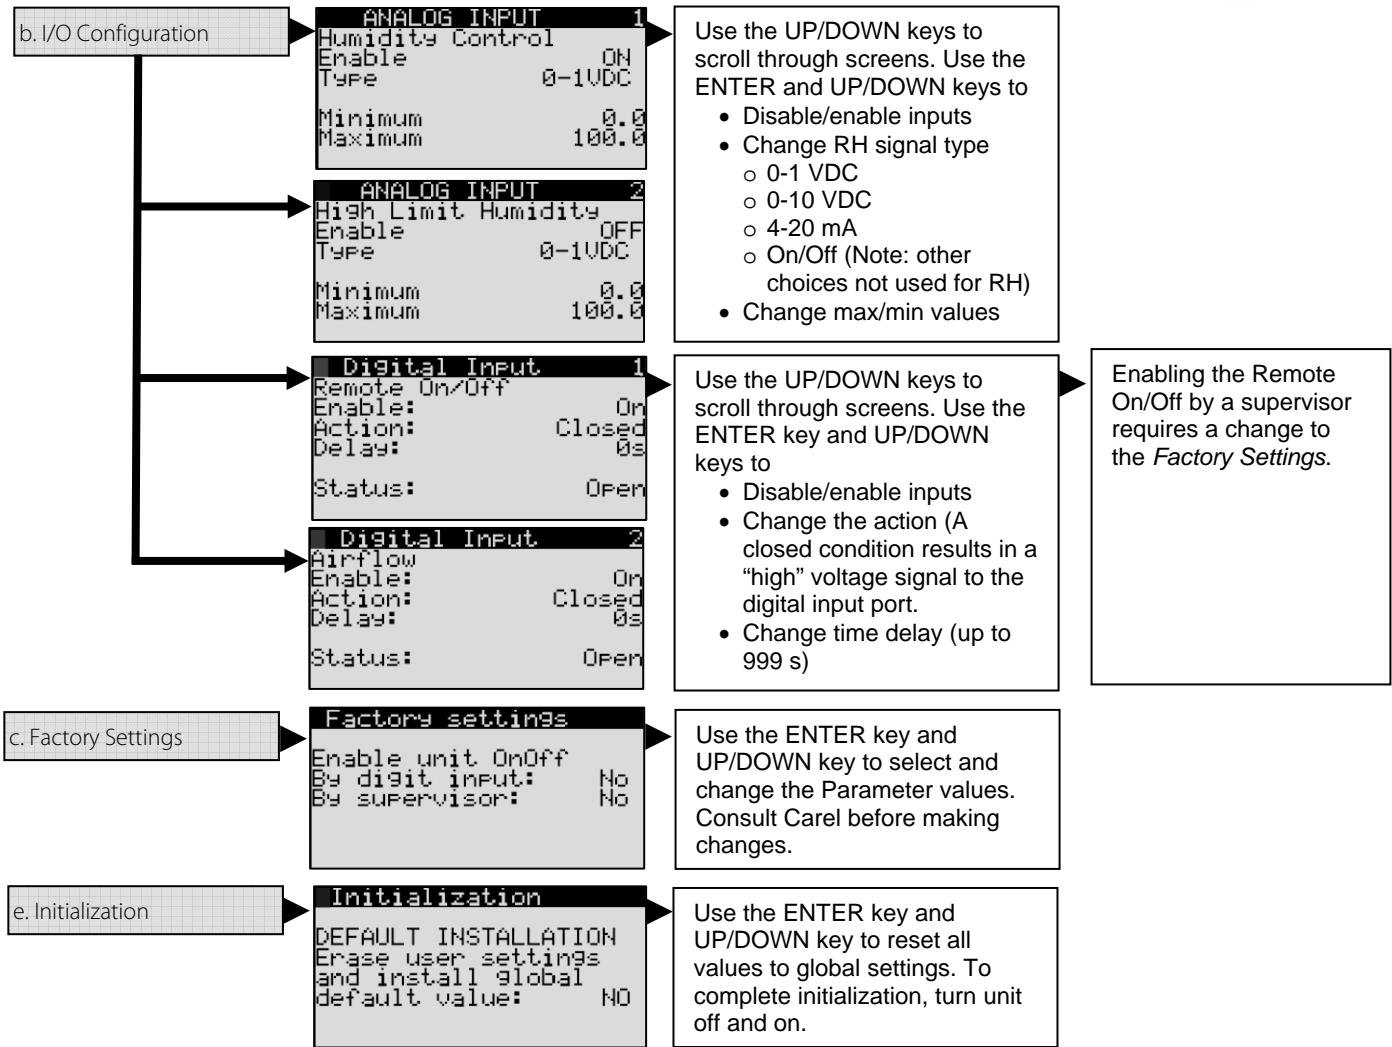 b. I/O Configuration
ANALOG INPUT 1
Humidity Control
Enable ON
Type 0-1VDC
Minimum 0.0
Maximum 100.0
Use the UP/DOWN keys to
scroll through screens. Use the
ENTER and UP/DOWN keys to
• Disable/enable inputs
• Change RH signal type
o 0-1 VDC
o 0-10 VDC
o 4-20 mA
o On/Off (Note: other
choices not used for RH)
• Change max/min values
ANALOG INPUT 2
High Limit Humidity
Enable OFF
Type 0-1VDC
Minimum 0.0
Maximum 100.0
Digital Input 1
Remote On/Off
Enable: On
Action: Closed
Delay: 0s
Status: Open
Use the UP/DOWN keys to
scroll through screens. Use the
ENTER key and UP/DOWN
keys to
• Disable/enable inputs
• Change the action (A
closed condition results in a
“high” voltage signal to the
digital input port.
• Change time delay (up to
999 s)
Enabling the Remote
On/Off by a supervisor
requires a change to
the Factory Settings.
Digital Input 2
Airflow
Enable: On
Action: Closed
Delay: 0s
Status: Open
c. Factory Settings
Factory settings
Enable unit OnOff
By digit input: No
By supervisor: No
Use the ENTER key and
UP/DOWN key to select and
change the Parameter values.
Consult Carel before making
changes.
e. Initialization
Initialization
DEFAULT INSTALLATION
Erase user settings
and install global
default value: NO
Use the ENTER key and
UP/DOWN key to reset all
values to global settings. To
complete initialization, turn unit
off and on.